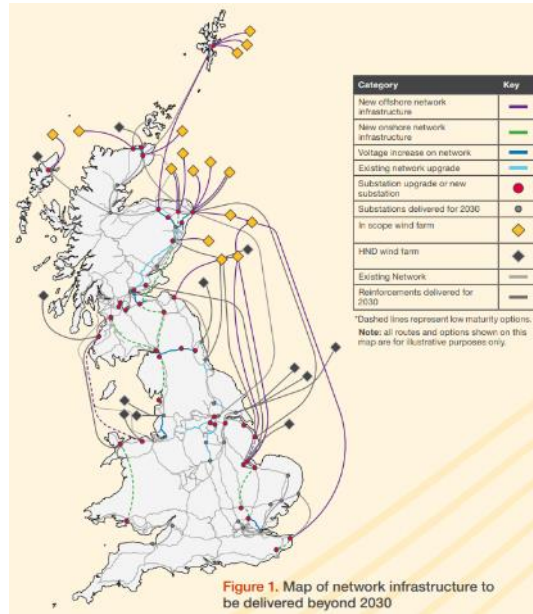 Category Key
New offshore network
infrastructure
New onshore network
infrastructure
Voltage increase on network
Existing network upgrade
Substation upgrade or new
substation
Substations delivered for 2030
In scope wind farm
HND wind farm
Existing Network
Reinforcements delivered for
2030
*Dashed lines represent low maturity options.
Note: all routes and options shown on this
map are for illustrative purposes only.
Figure 1. Map of network infrastructure to
be delivered beyond 2030